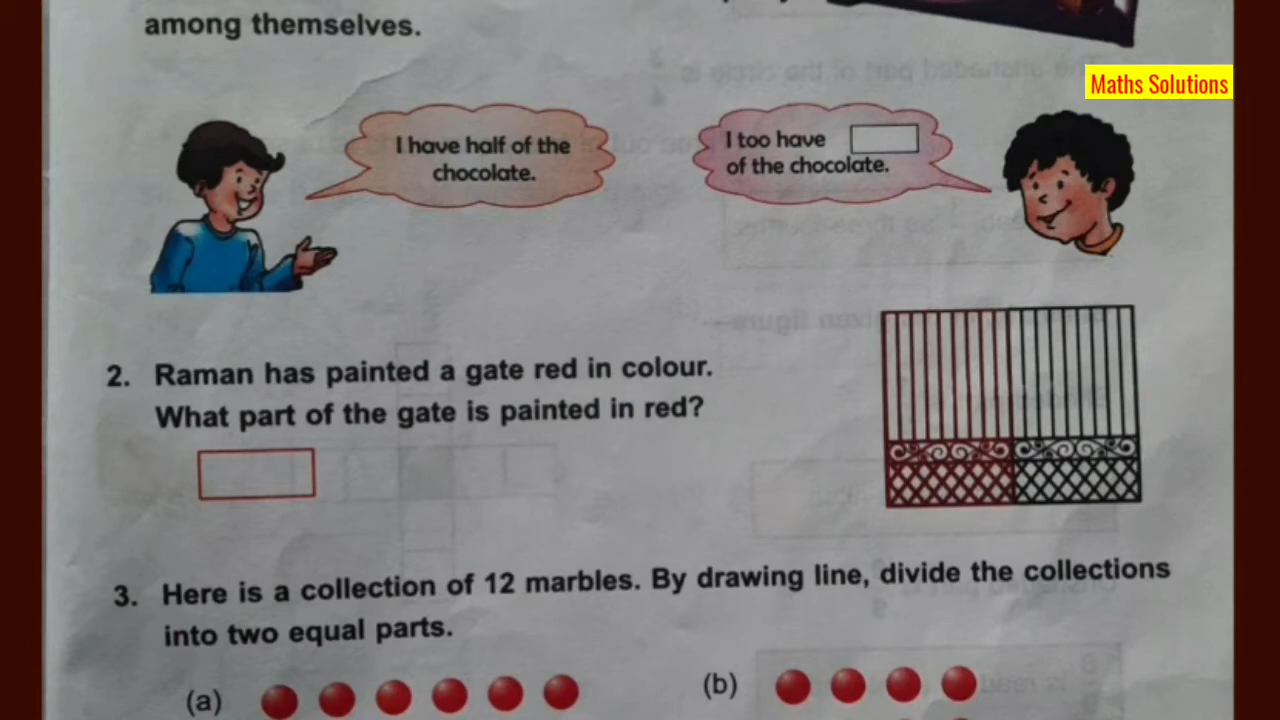 among themselves.
Maths Solutions
I have half of the
chocolate.
I too have
of the chocolate.
2. Raman has painted a gate red in colour.
What part of the gate is painted in red?
3. Here is a collection of 12 marbles. By drawing line, divide the collections
into two equal parts.
(a)
(b)